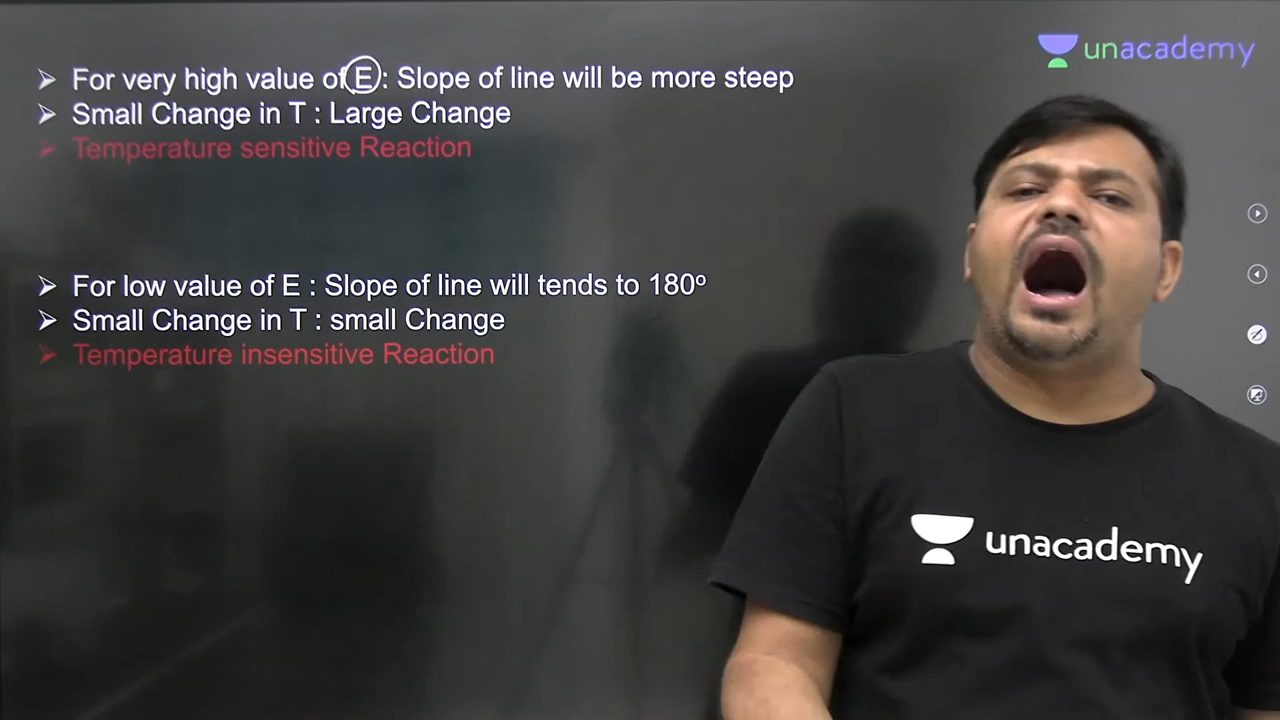 unacademy
➤ For very high value of E : Slope of line will be more steep
➤ Small Change in T : Large Change
➤ Temperature sensitive Reaction
➤ For low value of E : Slope of line will tends to 180º
➤ Small Change in T : small Change
➤ Temperature insensitive Reaction
unacademy